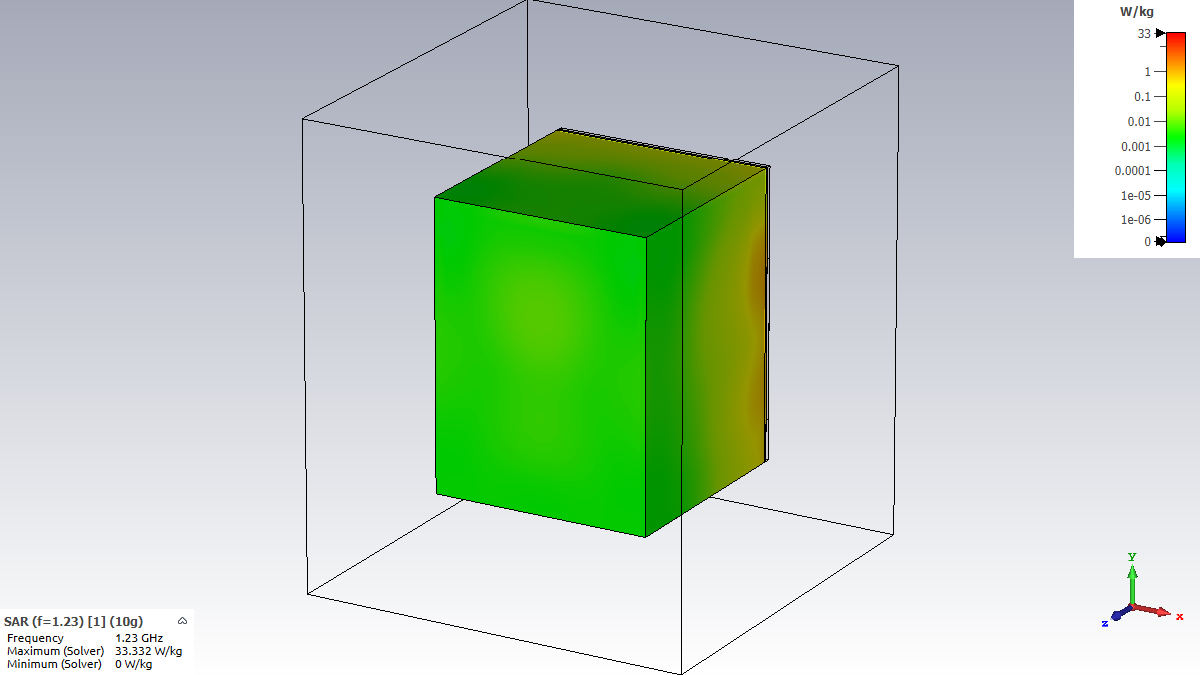 W/kg
33
1
0.1
0.01
0.001
0.0001
1e-05
1e-06
0
y
x
z
SAR (f=1.23) [1] (10g)
Frequency 1.23 GHz
Maximum (Solver) 33.332 W/kg
Minimum (Solver) 0 W/kg